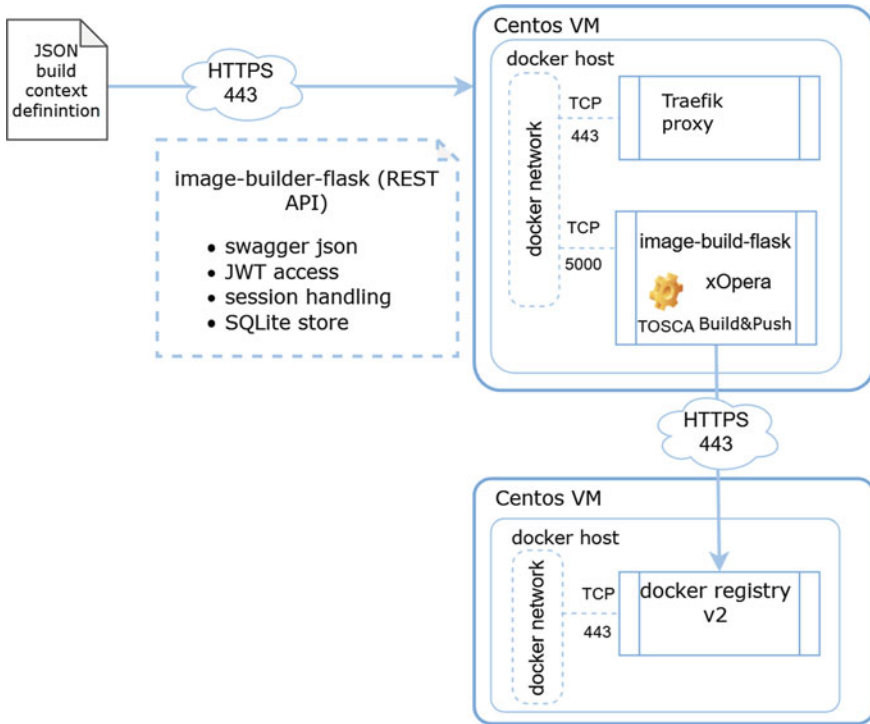 JSON
build
context
definintion
HTTPS
443
image-builder-flask (REST
API)
• swagger json
• JWT access
• session handling
• SQLite store
Centos VM
docker host
docker network
TCP
443
Traefik
proxy
TCP
5000
image-build-flask
xOpera
TOSCA Build&Push
HTTPS
443
Centos VM
docker host
docker network
TCP
443
docker registry
v2